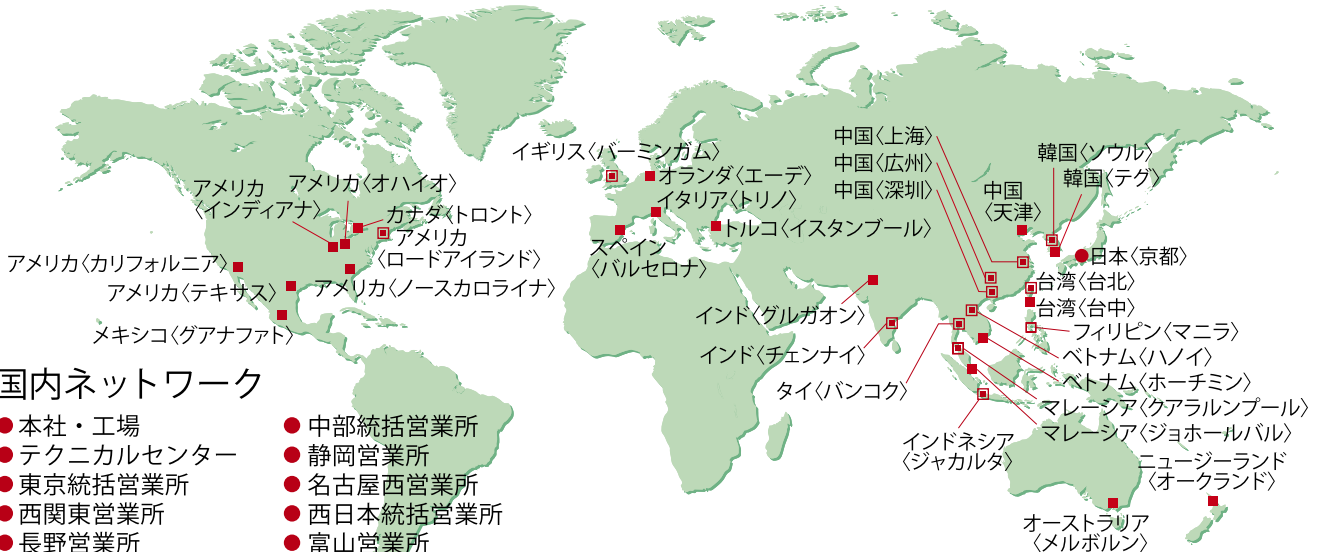 中国〈上海〉
中国〈広州〉
中国〈深圳〉
韓国〈ソウル〉
韓国〈テグ〉
中国
〈天津〉
イギリス〈バーミンガム〉
オランダ〈エーデ〉
イタリア〈トリノ〉
トルコ〈イスタンブール〉
スペイン
〈バルセロナ〉
アメリカ
〈インディアナ〉
アメリカ〈オハイオ〉
カナダ〈トロント〉
アメリカ
〈ロードアイランド〉
アメリカ〈カリフォルニア〉
アメリカ〈テキサス〉
アメリカ〈ノースカロライナ〉
メキシコ〈グアナファト〉
日本〈京都〉
台湾〈台北〉
台湾〈台中〉
フィリピン〈マニラ〉
インド〈グルガオン〉
インド〈チェンナイ〉
タイ〈バンコク〉
ベトナム〈ハノイ〉
ベトナム〈ホーチミン〉
マレーシア〈クアラルンプール〉
マレーシア〈ジョホールバル〉
インドネシア
〈ジャカルタ〉
ニュージーランド
〈オークランド〉
オーストラリア
〈メルボルン〉
国内ネットワーク
本社・工場
テクニカルセンター
東京統括営業所
西関東営業所
長野営業所
中部統括営業所
静岡営業所
名古屋西営業所
西日本統括営業所
富山営業所